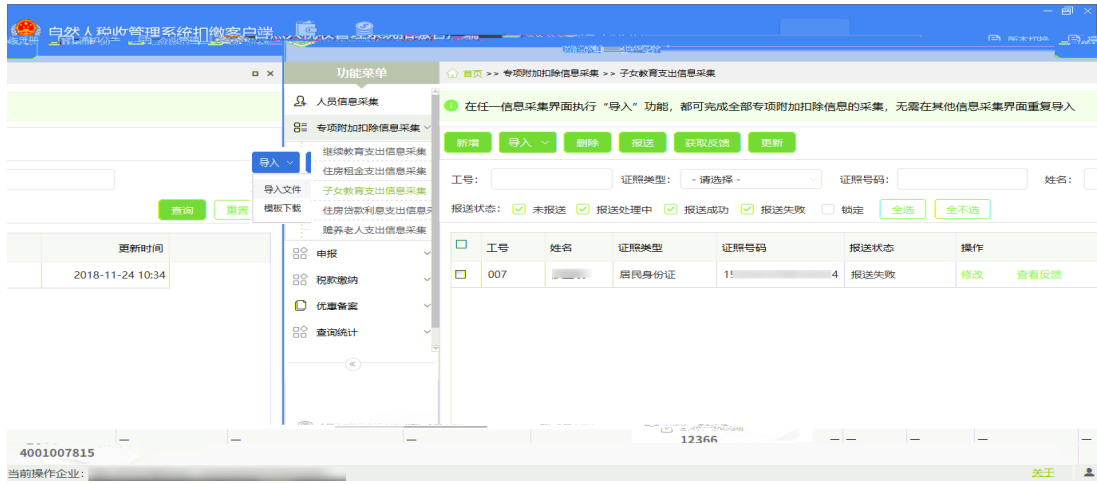 自然人税收管理系统扣缴客户端
功能菜单
首页 >> 专项附加扣除信息采集 >> 子女教育支出信息采集
人员信息采集
在任一信息采集界面执行“导入”功能，都可完成全部专项附加扣除信息的采集，无需在其他信息采集界面重复导入
专项附加扣除信息采集
新增 导入 删除 报送 获取反馈 更新
继续教育支出信息采集
导入
住房租金支出信息采集
工号： 证照类型： - 请选择 - 证照号码： 姓名：
导入文件
子女教育支出信息采集
查询 重置 模板下载
住房贷款利息支出信息
报送状态： 未报送 报送处理中 报送成功 报送失败 锁定 全选 全不选
赡养老人支出信息采集
更新时间
工号 姓名 证照类型 证照号码 报送状态 操作
申报
2018-11-24 10:34
007 居民身份证 15 4 报送失败 修改 查看反馈
税款缴纳
优惠备案
查询统计
12366
4001007815
当前操作企业：
关于